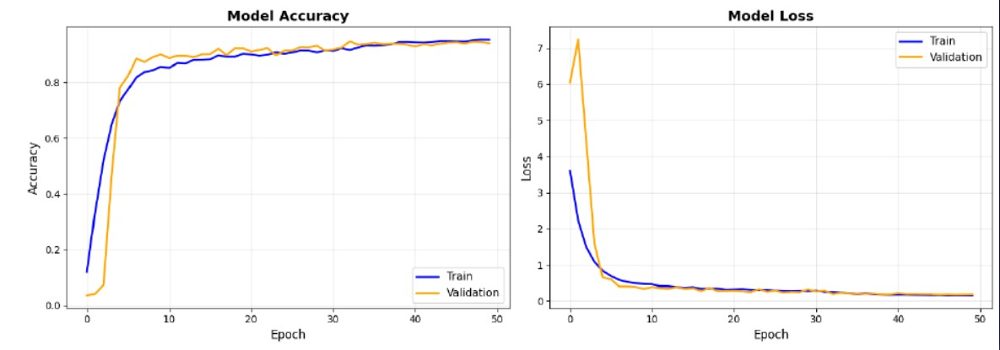 Model Accuracy
Accuracy
0.8
0.6
0.4
0.2
0.0
0 10 20 30 40 50
Epoch
Train
Validation
Model Loss
Loss
7
6
5
4
3
2
1
0
0 10 20 30 40 50
Epoch
Train
Validation